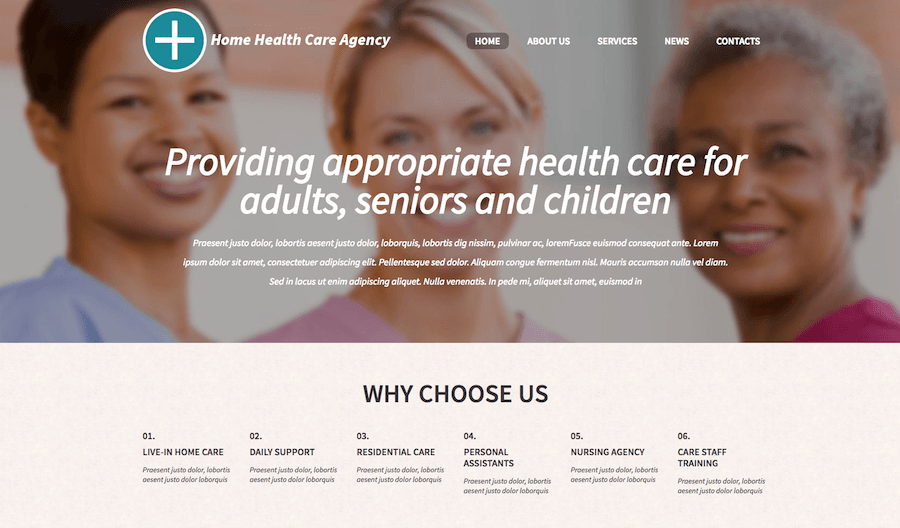 Home Health Care Agency
HOME
ABOUT US
SERVICES
NEWS
CONTACTS
Providing appropriate health care for
adults, seniors and children
Praesent justo dolor, lobortis aesent justo dolor, loborquis, lobortis dig nissim, pulvinar ac, loremFusce euismod consequat ante. Lorem
ipsum dolor sit amet, consectetuer adipiscing elit. Pellentesque sed dolor. Aliquam congue fermentum nisl. Mauris accumsan nulla vel diam.
Sed in lacus ut enim adipiscing aliquet. Nulla venenatis. In pede mi, aliquet sit amet, euismod in
WHY CHOOSE US
01.
LIVE-IN HOME CARE
Praesent justo dolor, lobortis
aesent justo dolor loborquis
02.
DAILY SUPPORT
Praesent justo dolor, lobortis
aesent justo dolor loborquis
03.
RESIDENTIAL CARE
Praesent justo dolor, lobortis
aesent justo dolor loborquis
04.
PERSONAL
ASSISTANTS
Praesent justo dolor, lobortis
aesent justo dolor loborquis
05.
NURSING AGENCY
Praesent justo dolor, lobortis
aesent justo dolor loborquis
06.
CARE STAFF
TRAINING
Praesent justo dolor, lobortis
aesent justo dolor loborquis